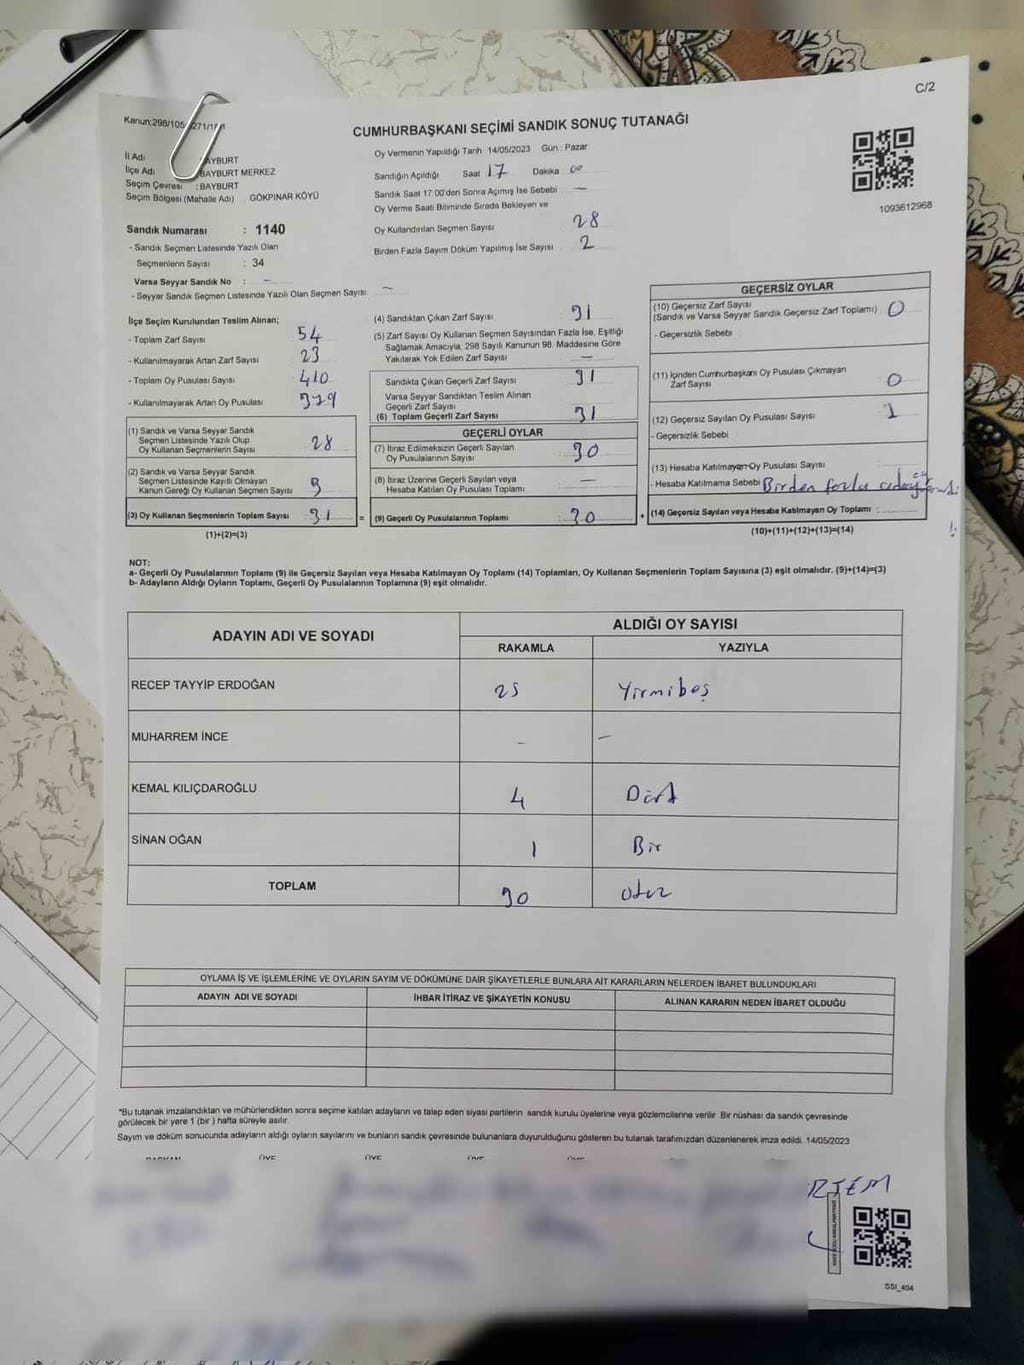 C/2
Kanun:298/105
CUMHURBAŞKANI SEÇİMİ SANDIK SONUÇ TUTANAĞI
İl Adı BAYBURT
İlçe Adı BAYBURT MERKEZ
Seçim Çevresi : BAYBURT
Seçim Bölgesi (Mahalle Adı) GÖKPINAR KÖYÜ
Oy Vermenin Yapıldığı Tarih 14/05/2023 Gün : Pazar
Sandığın Açıldığı Saat 17 Dakika 00
Sandık Saat 17:00'den Sonra Açılmış İse Sebebi —
Oy Verme Saati Bitiminde Sırada Bekleyen ve
Oy Kullandırılan Seçmen Sayısı 28
Birden Fazla Sayım Döküm Yapılmış İse Sayısı 2
1093612968
Sandık Numarası : 1140
- Sandık Seçmen Listesinde Yazılı Olan
Seçmenlerin Sayısı : 34
Varsa Seyyar Sandık No : –
- Seyyar Sandık Seçmen Listesinde Yazılı Olan Seçmen Sayısı: –
İlçe Seçim Kurulundan Teslim Alınan;
- Toplam Zarf Sayısı 54
- Kullanılmayarak Artan Zarf Sayısı 23
- Toplam Oy Pusulası Sayısı 410
- Kullanılmayarak Artan Oy Pusulası 379
(1) Sandık ve Varsa Seyyar Sandık
Seçmen Listesinde Yazılı Olup
Oy Kullanan Seçmenlerin Sayısı 28
(2) Sandık ve Varsa Seyyar Sandık
Seçmen Listesinde Kayıtlı Olmayan
Kanun Gereği Oy Kullanan Seçmen Sayısı 3
(3) Oy Kullanan Seçmenlerin Toplam Sayısı : 31 =
(1)+(2)=(3)
(4) Sandıktan Çıkan Zarf Sayısı 31
(5) Zarf Sayısı Oy Kullanan Seçmen Sayısından Fazla İse, Eşitliği
Sağlamak Amacıyla, 298 Sayılı Kanunun 98. Maddesine Göre
Yakılarak Yok Edilen Zarf Sayısı —
Sandıkta Çıkan Geçerli Zarf Sayısı 31
Varsa Seyyar Sandıktan Teslim Alınan
Geçerli Zarf Sayısı
(6) Toplam Geçerli Zarf Sayısı 31
GEÇERLİ OYLAR
(7) İtiraz Edilmeksizin Geçerli Sayılan
Oy Pusulalarının Sayısı 30
(8) İtiraz Üzerine Geçerli Sayılan veya
Hesaba Katılan Oy Pusulası Toplamı —
(9) Geçerli Oy Pusulalarının Toplamı : 30 +
GEÇERSİZ OYLAR
(10) Geçersiz Zarf Sayısı
(Sandık ve Varsa Seyyar Sandık Geçersiz Zarf Toplamı) 0
- Geçersizlik Sebebi
(11) İçinden Cumhurbaşkanı Oy Pusulası Çıkmayan
Zarf Sayısı 0
(12) Geçersiz Sayılan Oy Pusulası Sayısı 1
- Geçersizlik Sebebi
(13) Hesaba Katılmayan Oy Pusulası Sayısı
- Hesaba Katılmama Sebebi Birden fazla
(14) Geçersiz Sayılan veya Hesaba Katılmayan Oy Toplamı :
(10)+(11)+(12)+(13)=(14)
NOT:
a- Geçerli Oy Pusulalarının Toplamı (9) ile Geçersiz Sayılan veya Hesaba Katılmayan Oy Toplamı (14) Toplamları, Oy Kullanan Seçmenlerin Toplam Sayısına (3) eşit olmalıdır. (9)+(14)=(3)
b- Adayların Aldığı Oyların Toplamı, Geçerli Oy Pusulalarının Toplamına (9) eşit olmalıdır.
ADAYIN ADI VE SOYADI
ALDIĞI OY SAYISI
RAKAMLA YAZIYLA
RECEP TAYYİP ERDOĞAN 25 Yirmibeş
MUHARREM İNCE – –
KEMAL KILIÇDAROĞLU 4 Dört
SİNAN OĞAN 1 Bir
TOPLAM 30 otuz
OYLAMA İŞ VE İŞLEMLERİNE VE OYLARIN SAYIM VE DÖKÜMÜNE DAİR ŞİKAYETLERLE BUNLARA AİT KARARLARIN NELERDEN İBARET BULUNDUKLARI
ADAYIN ADI VE SOYADI İHBAR İTİRAZ VE ŞİKAYETİN KONUSU ALINAN KARARIN NEDEN İBARET OLDUĞU
*Bu tutanak imzalandıktan ve mühürlendikten sonra seçime katılan adayların ve talep eden siyasi partilerin sandık kurulu üyelerine veya gözlemcilerine verilir. Bir nüshası da sandık çevresinde
görülecek bir yere 1 (bir) hafta süreyle asılır.
Sayım ve döküm sonucunda adayların aldığı oyların sayılarını ve bunların sandık çevresinde bulunanlara duyurulduğunu gösteren bu tutanak tarafımızdan düzenlenerek imza edildi. 14/05/2023
BAŞKAN ÜYE ÜYE ÜYE ÜYE
SSI_404